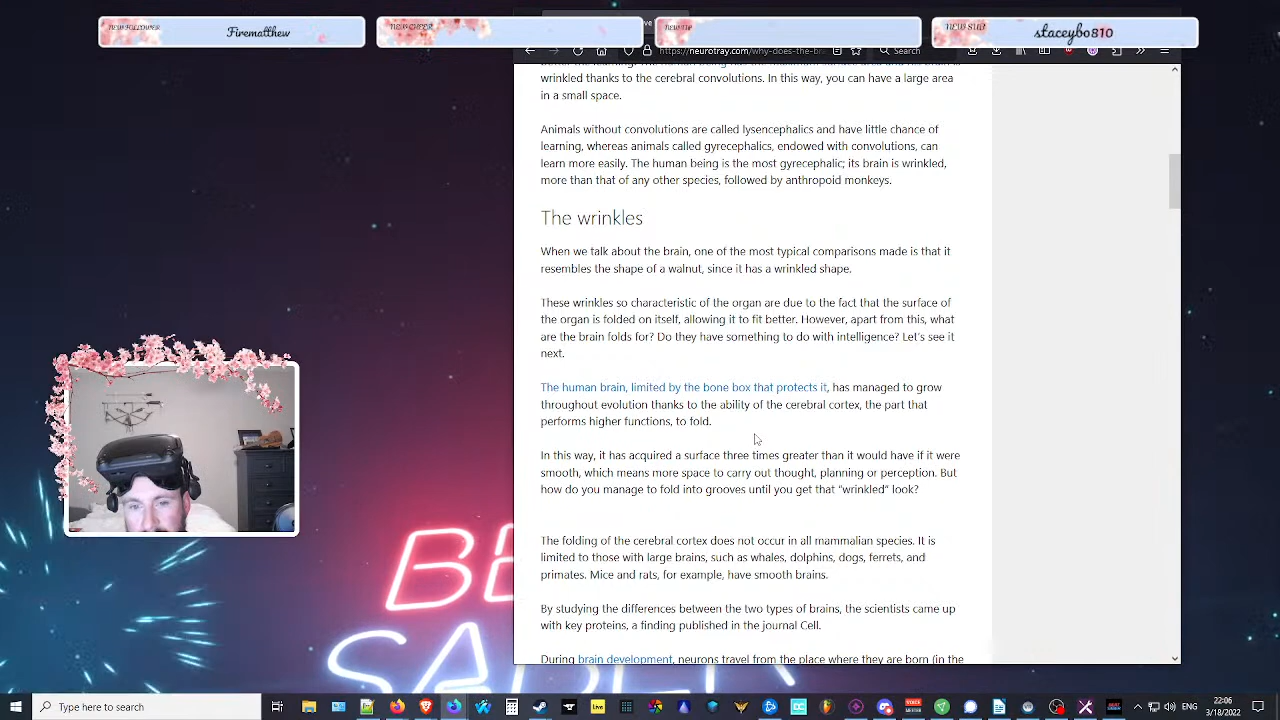 NEW FOLLOWER
Firematthew
NEW CHEER
NEW TIP
NEW SUB
staceyb0810
https://neurotray.com/why-does-the-br
Search
wrinkled thanks to the cerebral convolutions. In this way, you can have a large area
in a small space.
Animals without convolutions are called lysencephalics and have little chance of
learning, whereas animals called gyrecephalics, endowed with convolutions, can
learn more easily. The human being is the most gyrecephalic; its brain is wrinkled,
more than that of any other species, followed by anthropoid monkeys.
The wrinkles
When we talk about the brain, one of the most typical comparisons made is that it
resembles the shape of a walnut, since it has a wrinkled shape.
These wrinkles so characteristic of the organ are due to the fact that the surface of
the organ is folded on itself, allowing it to fit better. However, apart from this, what
are the brain folds for? Do they have something to do with intelligence? Let's see it
next.
The human brain, limited by the bone box that protects it, has managed to grow
throughout evolution thanks to the ability of the cerebral cortex, the part that
performs higher functions, to fold.
In this way, it has acquired a surface three times greater than it would have if it were
smooth, which means more space to carry out thought, planning or perception. But
how do you manage to fold into grooves until you get that “wrinkled” look?
The folding of the cerebral cortex does not occur in all mammalian species. It is
limited to those with large brains, such as whales, dolphins, dogs, ferrets, and
primates. Mice and rats, for example, have smooth brains.
By studying the differences between the two types of brains, the scientists came up
with key proteins, a finding published in the journal Cell.
During brain development, neurons travel from the place where they are born (in the
BE
SABER
Type here to search
Live
22:06
2/18/2022